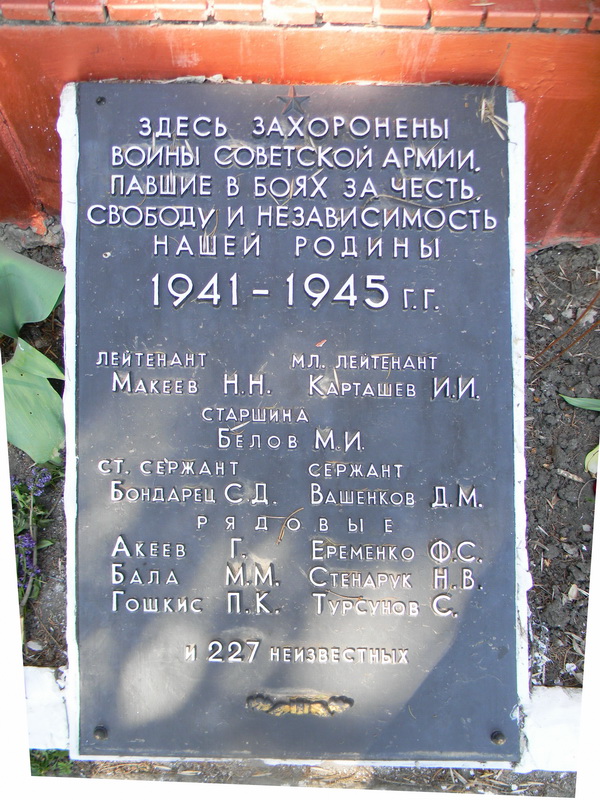 ЗДЕСЬ ЗАХОРОНЕНЫ
ВОИНЫ СОВЕТСКОЙ АРМИИ,
ПАВШИЕ В БОЯХ ЗА ЧЕСТЬ,
СВОБОДУ И НЕЗАВИСИМОСТЬ
НАШЕЙ РОДИНЫ
1941 – 1945 Г.Г.
ЛЕЙТЕНАНТ МЛ. ЛЕЙТЕНАНТ
МАКЕЕВ Н.Н. КАРТАШЕВ И.И.
СТАРШИНА
БЕЛОВ М.И.
СТ. СЕРЖАНТ СЕРЖАНТ
БОНДАРЕЦ С.Д. ВАШЕНКОВ Д.М.
РЯДОВЫЕ
АКЕЕВ Г. ЕРЕМЕНКО Ф.С.
БАЛА М.М. СТЕНАРУК Н.В.
ГОШКИС П.К. ТУРСУНОВ С.
И 227 НЕИЗВЕСТНЫХ